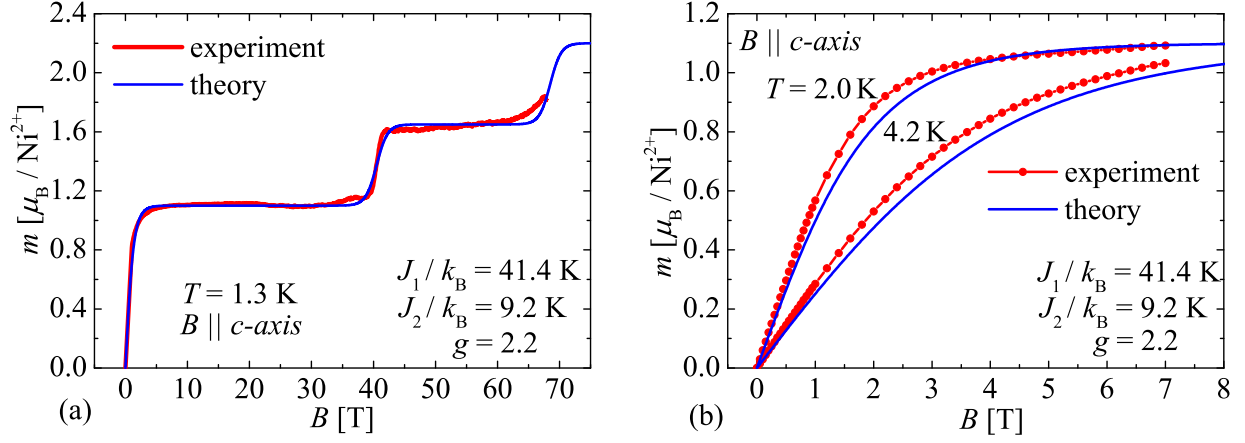 2.4
2.0
1.6
1.2
0.8
0.4
0.0
m [μB / Ni2+]
experiment
theory
T = 1.3 K
B || c-axis
J1 / kB = 41.4 K
J2 / kB = 9.2 K
g = 2.2
0 10 20 30 40 50 60 70
(a)
B [T]
1.2
1.0
0.8
0.6
0.4
0.2
0.0
m [μB / Ni2+]
B || c-axis
T = 2.0 K
4.2 K
experiment
theory
J1 / kB = 41.4 K
J2 / kB = 9.2 K
g = 2.2
0 1 2 3 4 5 6 7 8
(b)
B [T]